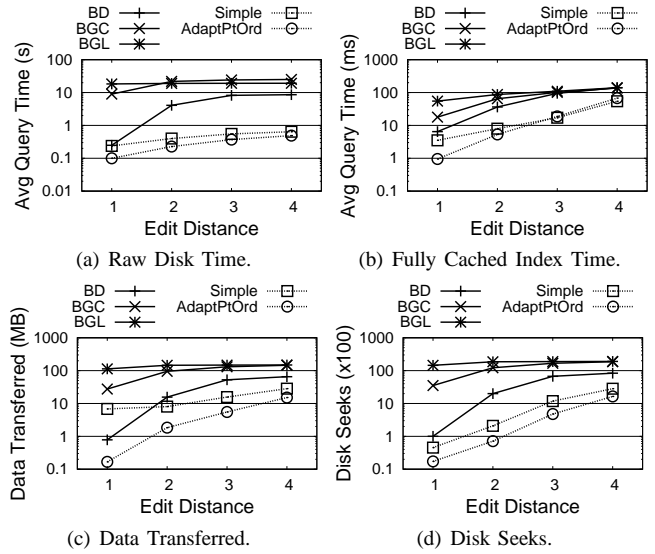 BD
BGC
BGL
Simple
AdaptPtOrd
Avg Query Time (s)
100
10
1
0.1
0.01
1 2 3 4
Edit Distance
(a) Raw Disk Time.
BD
BGC
BGL
Simple
AdaptPtOrd
Avg Query Time (ms)
1000
100
10
1
0.1
1 2 3 4
Edit Distance
(b) Fully Cached Index Time.
BD
BGC
BGL
Simple
AdaptPtOrd
Data Transferred (MB)
1000
100
10
1
0.1
1 2 3 4
Edit Distance
(c) Data Transferred.
BD
BGC
BGL
Simple
AdaptPtOrd
Disk Seeks (x100)
1000
100
10
1
0.1
1 2 3 4
Edit Distance
(d) Disk Seeks.